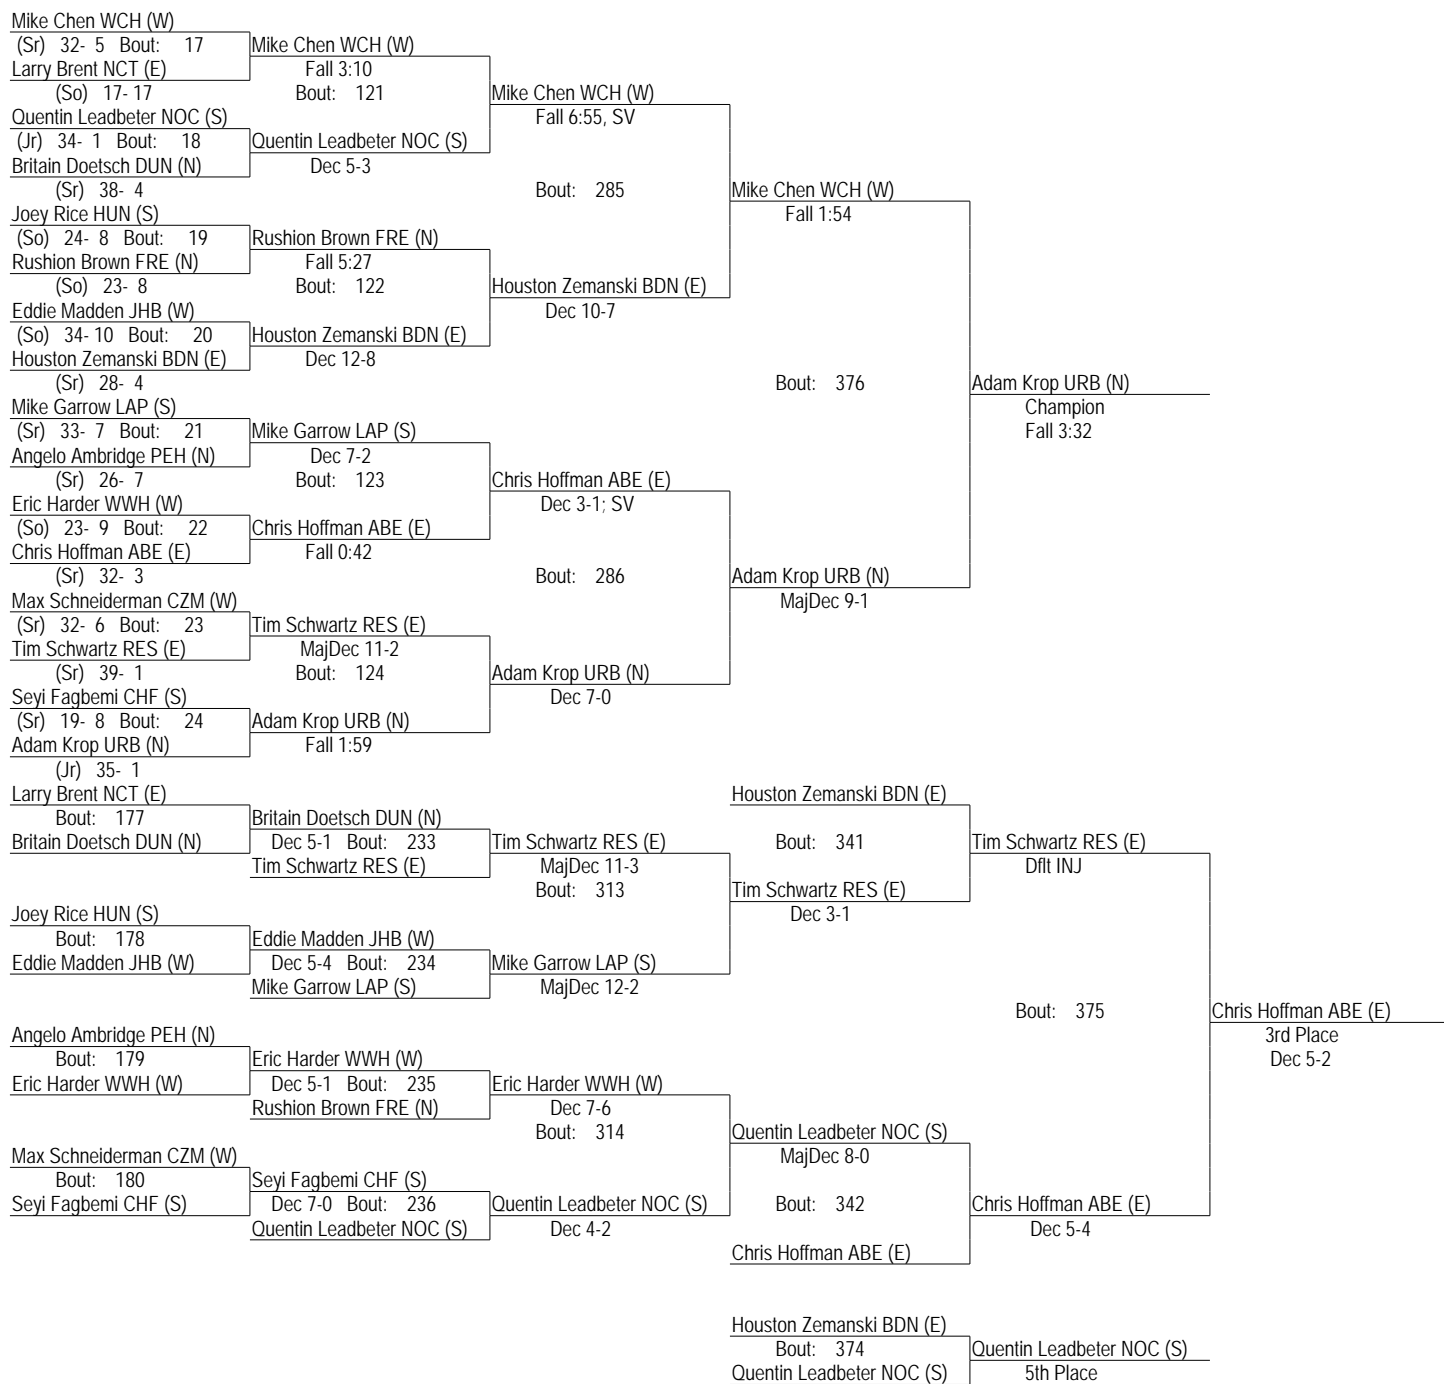 Mike Chen WCH (W)
(Sr) 32- 5 Bout: 17 Mike Chen WCH (W)
Larry Brent NCT (E) Fall 3:10
(So) 17- 17 Bout: 121 Mike Chen WCH (W)
Quentin Leadbeter NOC (S) Fall 6:55, SV
(Jr) 34- 1 Bout: 18 Quentin Leadbeter NOC (S)
Britain Doetsch DUN (N) Dec 5-3
(Sr) 38- 4 Bout: 285 Mike Chen WCH (W)
Joey Rice HUN (S) Fall 1:54
(So) 24- 8 Bout: 19 Rushion Brown FRE (N)
Rushion Brown FRE (N) Fall 5:27
(So) 23- 8 Bout: 122 Houston Zemanski BDN (E)
Eddie Madden JHB (W) Dec 10-7
(So) 34- 10 Bout: 20 Houston Zemanski BDN (E)
Houston Zemanski BDN (E) Dec 12-8
(Sr) 28- 4 Bout: 376 Adam Krop URB (N)
Mike Garrow LAP (S) Champion
(Sr) 33- 7 Bout: 21 Mike Garrow LAP (S) Fall 3:32
Angelo Ambridge PEH (N) Dec 7-2
(Sr) 26- 7 Bout: 123 Chris Hoffman ABE (E)
Eric Harder WWH (W) Dec 3-1; SV
(So) 23- 9 Bout: 22 Chris Hoffman ABE (E)
Chris Hoffman ABE (E) Fall 0:42
(Sr) 32- 3 Bout: 286 Adam Krop URB (N)
Max Schneiderman CZM (W) MajDec 9-1
(Sr) 32- 6 Bout: 23 Tim Schwartz RES (E)
Tim Schwartz RES (E) MajDec 11-2
(Sr) 39- 1 Bout: 124 Adam Krop URB (N)
Seyi Fagbemi CHF (S) Dec 7-0
(Sr) 19- 8 Bout: 24 Adam Krop URB (N)
Adam Krop URB (N) Fall 1:59
(Jr) 35- 1
Larry Brent NCT (E) Houston Zemanski BDN (E)
Bout: 177 Britain Doetsch DUN (N)
Britain Doetsch DUN (N) Dec 5-1 Bout: 233 Tim Schwartz RES (E) Bout: 341 Tim Schwartz RES (E)
Tim Schwartz RES (E) MajDec 11-3 Dflt INJ
Bout: 313 Tim Schwartz RES (E)
Joey Rice HUN (S) Dec 3-1
Bout: 178 Eddie Madden JHB (W)
Eddie Madden JHB (W) Dec 5-4 Bout: 234 Mike Garrow LAP (S)
Mike Garrow LAP (S) MajDec 12-2
Bout: 375 Chris Hoffman ABE (E)
Angelo Ambridge PEH (N) 3rd Place
Bout: 179 Eric Harder WWH (W) Dec 5-2
Eric Harder WWH (W) Dec 5-1 Bout: 235 Eric Harder WWH (W)
Rushion Brown FRE (N) Dec 7-6
Bout: 314 Quentin Leadbeter NOC (S)
Max Schneiderman CZM (W) MajDec 8-0
Bout: 180 Seyi Fagbemi CHF (S)
Seyi Fagbemi CHF (S) Dec 7-0 Bout: 236 Quentin Leadbeter NOC (S) Bout: 342 Chris Hoffman ABE (E)
Quentin Leadbeter NOC (S) Dec 4-2 Dec 5-4
Chris Hoffman ABE (E)
Houston Zemanski BDN (E)
Bout: 374 Quentin Leadbeter NOC (S)
Quentin Leadbeter NOC (S) 5th Place